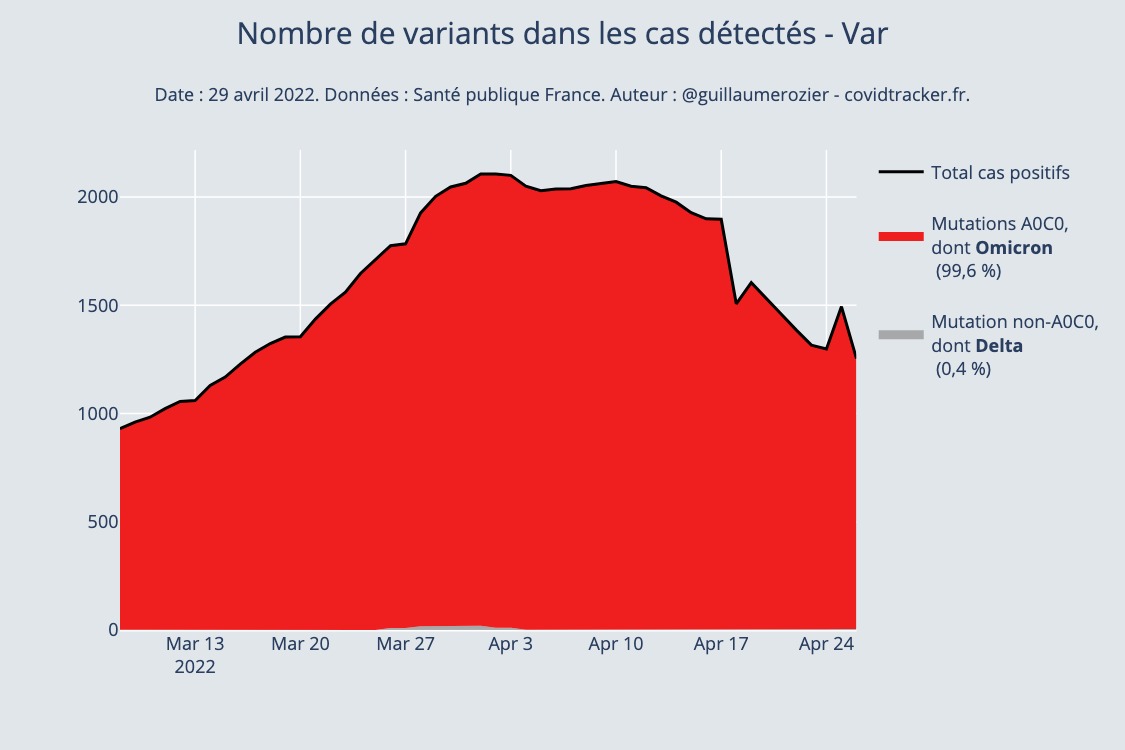 Nombre de variants dans les cas détectés - Var
Date : 29 avril 2022. Données : Santé publique France. Auteur : @guillaumerozier - covidtracker.fr.
2000
1500
1000
500
0
Mar 13
2022
Mar 20
Mar 27
Apr 3
Apr 10
Apr 17
Apr 24
Total cas positifs
Mutations A0C0,
dont Omicron
(99,6 %)
Mutation non-A0C0,
dont Delta
(0,4 %)